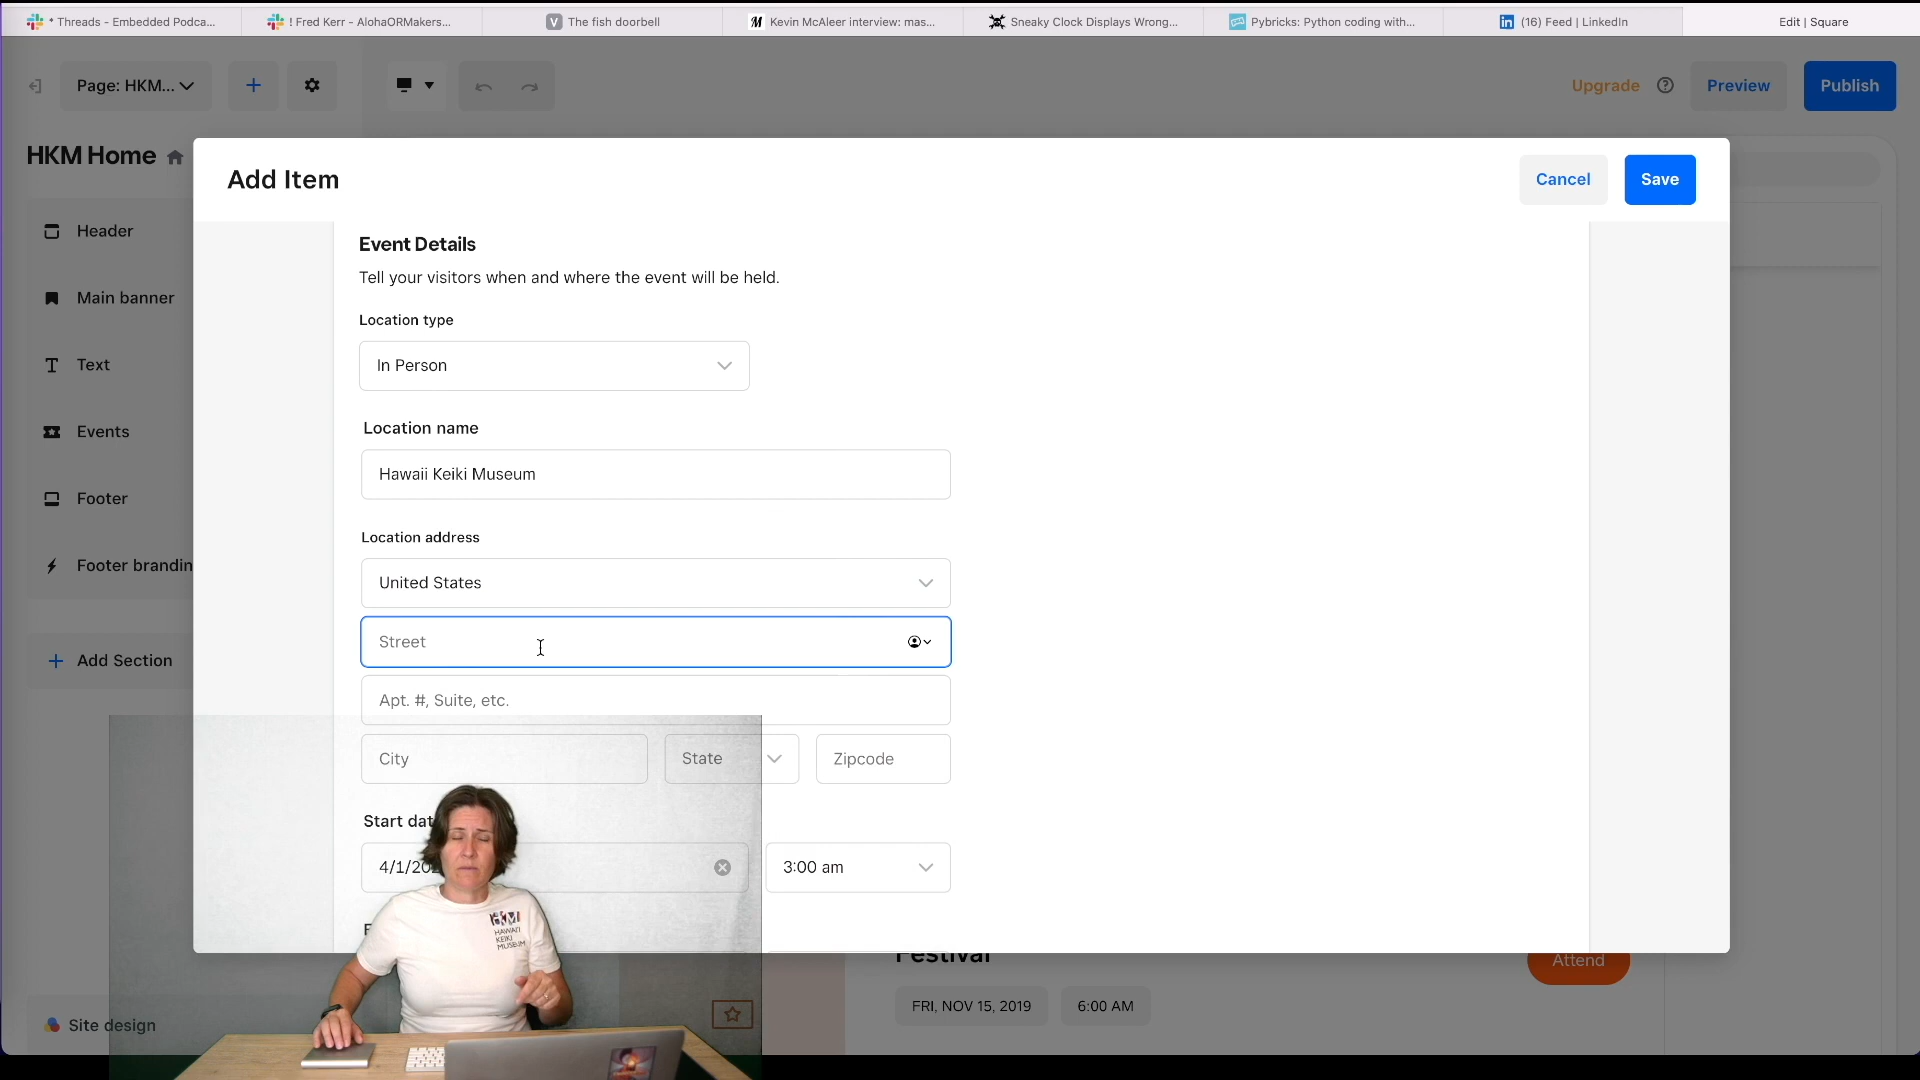 * Threads - Embedded Podca...
! Fred Kerr - AlohaORMakers...
The fish doorbell
Kevin McAleer interview: mas...
Sneaky Clock Displays Wrong...
Pybricks: Python coding with...
(16) Feed | LinkedIn
Edit | Square
Page: HKM...
Upgrade
Preview
Publish
HKM Home
Header
Main banner
Text
Events
Footer
Footer brandin
Add Section
Site design
Add Item
Cancel
Save
Event Details
Tell your visitors when and where the event will be held.
Location type
In Person
Location name
Hawaii Keiki Museum
Location address
United States
Street
Apt. #, Suite, etc.
City
State
Zipcode
Start dat
4/1/20
3:00 am
HKM
HAWAII
KEIKI
MUSEUM
Festival
Attend
FRI, NOV 15, 2019
6:00 AM